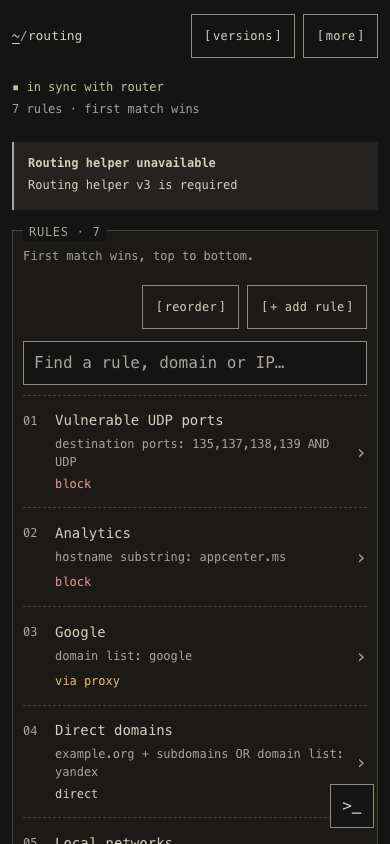 ~/routing
[versions]
[more]
▪ in sync with router
7 rules · first match wins
Routing helper unavailable
Routing helper v3 is required
RULES · 7
First match wins, top to bottom.
[reorder]
[+ add rule]
Find a rule, domain or IP…
01 Vulnerable UDP ports
destination ports: 135,137,138,139 AND
UDP
block
›
02 Analytics
hostname substring: appcenter.ms
block
›
03 Google
domain list: google
via proxy
›
04 Direct domains
example.org + subdomains OR domain list:
yandex
direct
›
>_
05 Local networks